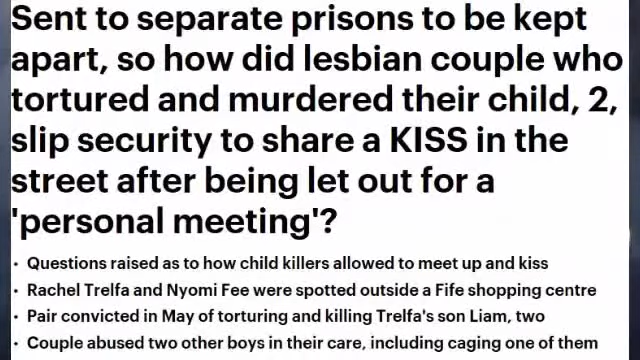 Sent to separate prisons to be kept
apart, so how did lesbian couple who
tortured and murdered their child, 2,
slip security to share a KISS in the
street after being let out for a
'personal meeting'?
• Questions raised as to how child killers allowed to meet up and kiss
• Rachel Trelfa and Nyomi Fee were spotted outside a Fife shopping centre
• Pair convicted in May of torturing and killing Trelfa's son Liam, two
• Couple abused two other boys in their care, including caging one of them